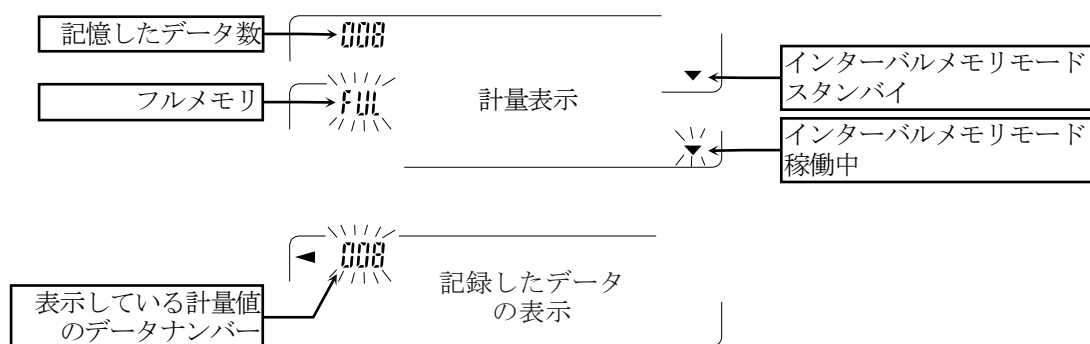 記憶したデータ数
008
フルメモリ
FUL
計量表示
インターバルメモリモード
スタンバイ
インターバルメモリモード
稼働中
008
表示している計量値
のデータナンバー
記録したデータ
の表示